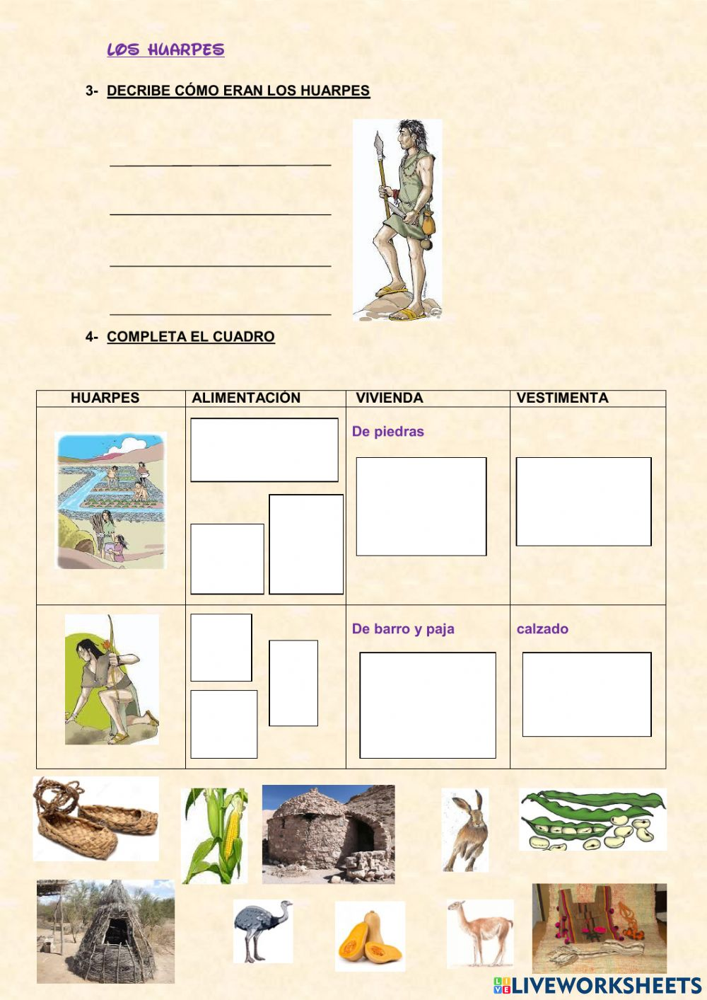 LOS HUARPES
3- DECRIBE CÓMO ERAN LOS HUARPES
4- COMPLETA EL CUADRO
HUARPES ALIMENTACIÓN VIVIENDA VESTIMENTA
De piedras
De barro y paja calzado
LIVE LIVEWORKSHEETS